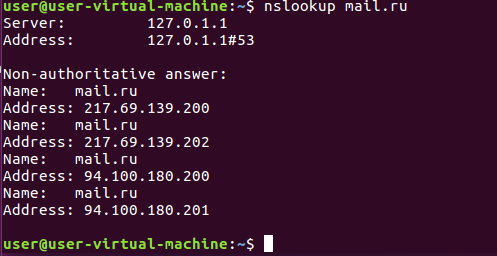 user@user-virtual-machine:~$ nslookup mail.ru
Server:         127.0.1.1
Address:        127.0.1.1#53

Non-authoritative answer:
Name:   mail.ru
Address: 217.69.139.200
Name:   mail.ru
Address: 217.69.139.202
Name:   mail.ru
Address: 94.100.180.200
Name:   mail.ru
Address: 94.100.180.201

user@user-virtual-machine:~$